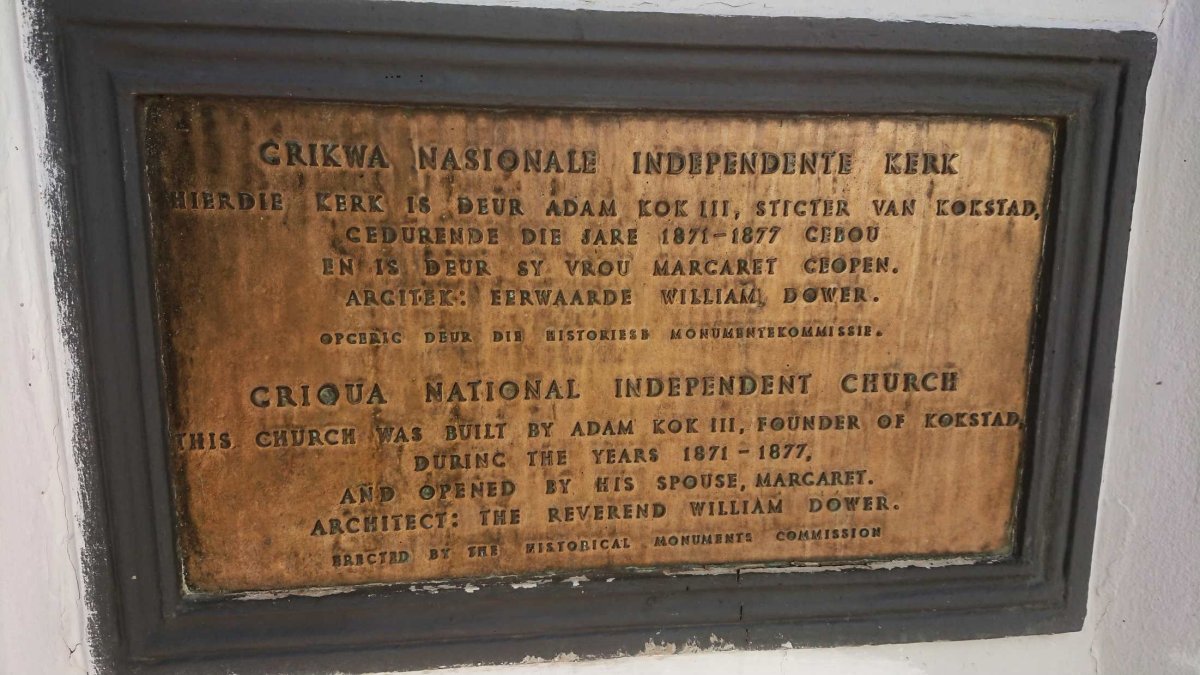 GRIKWA NASIONALE INDEPENDENTE KERK
HIERDIE KERK IS DEUR ADAM KOK III, STIGTER VAN KOKSTAD,
GEDURENDE DIE JARE 1871-1877 GEBOU
EN IS DEUR SY VROU MARGARET GEOPEN.
ARGITEK: EERWAARDE WILLIAM DOWER.
OPGERIG DEUR DIE HISTORIESE MONUMENTEKOMMISSIE.
GRIQUA NATIONAL INDEPENDENT CHURCH
THIS CHURCH WAS BUILT BY ADAM KOK III, FOUNDER OF KOKSTAD,
DURING THE YEARS 1871-1877,
AND OPENED BY HIS SPOUSE, MARGARET.
ARCHITECT: THE REVEREND WILLIAM DOWER.
ERECTED BY THE HISTORICAL MONUMENTS COMMISSION